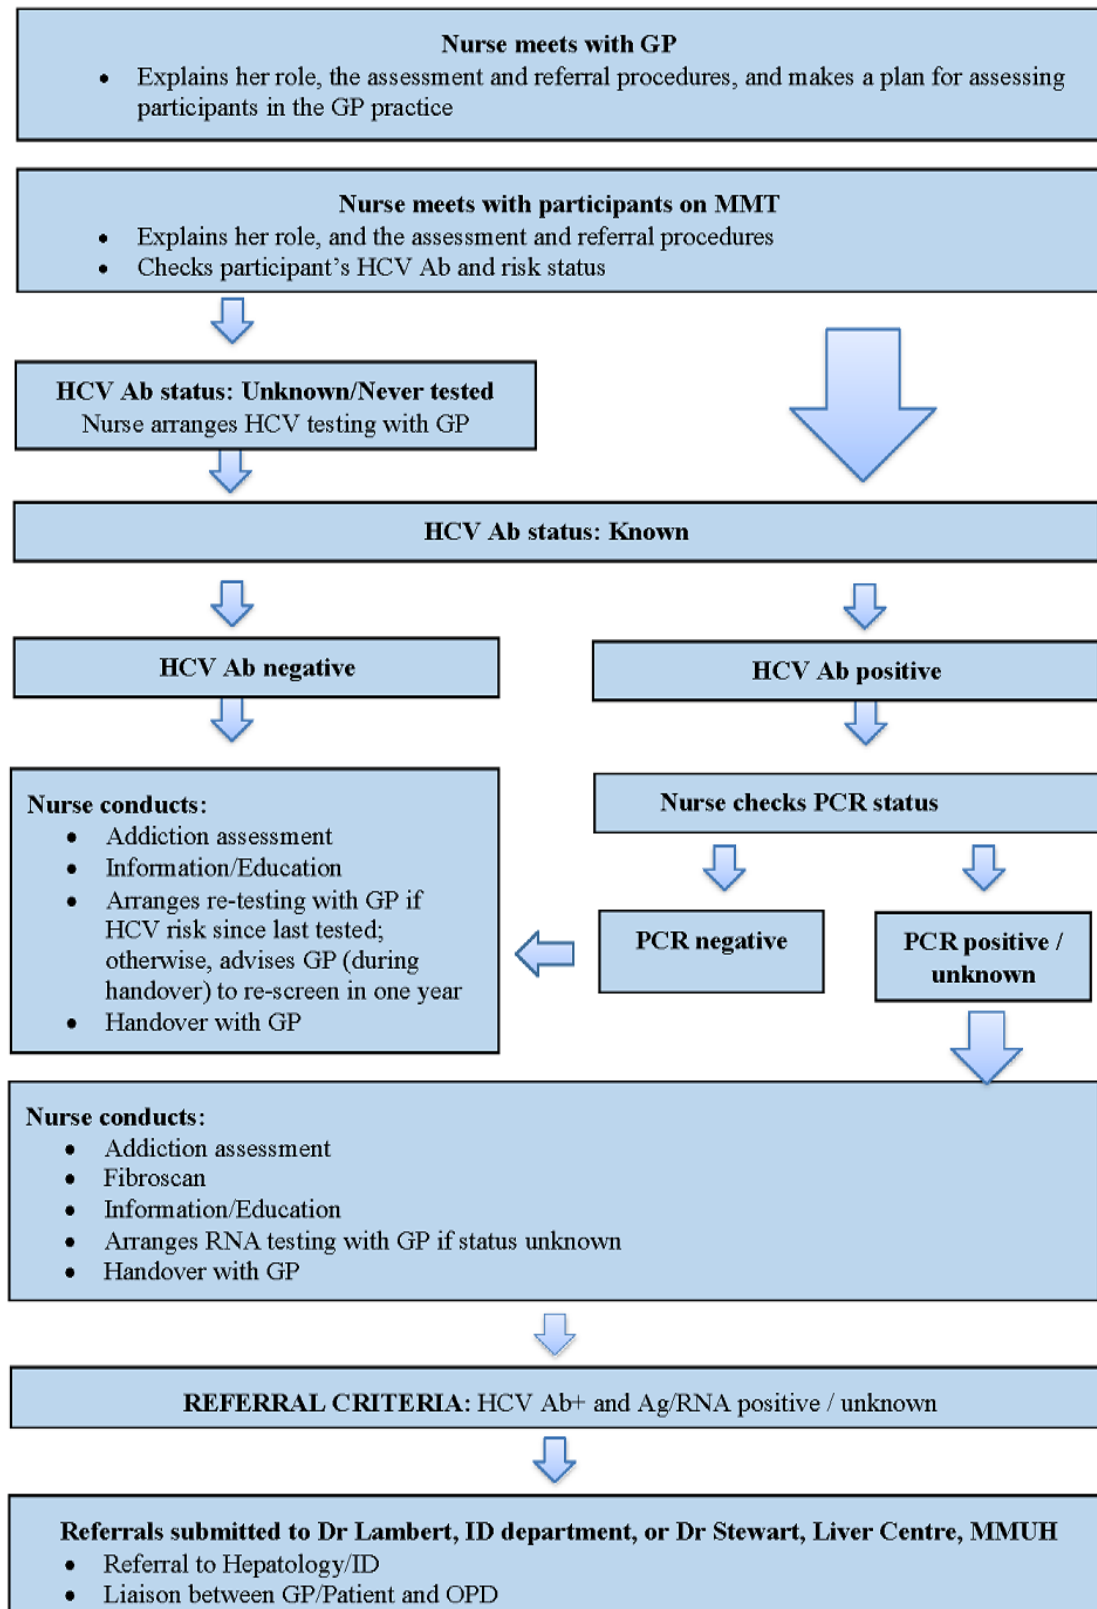 Nurse meets with GP
• Explains her role, the assessment and referral procedures, and makes a plan for assessing
participants in the GP practice
Nurse meets with participants on MMT
• Explains her role, and the assessment and referral procedures
• Checks participant's HCV Ab and risk status
HCV Ab status: Unknown/Never tested
Nurse arranges HCV testing with GP
HCV Ab status: Known
HCV Ab negative
HCV Ab positive
Nurse conducts:
• Addiction assessment
• Information/Education
• Arranges re-testing with GP if
HCV risk since last tested;
otherwise, advises GP (during
handover) to re-screen in one year
• Handover with GP
Nurse checks PCR status
PCR negative
PCR positive /
unknown
Nurse conducts:
• Addiction assessment
• Fibroscan
• Information/Education
• Arranges RNA testing with GP if status unknown
• Handover with GP
REFERRAL CRITERIA: HCV Ab+ and Ag/RNA positive / unknown
Referrals submitted to Dr Lambert, ID department, or Dr Stewart, Liver Centre, MMUH
• Referral to Hepatology/ID
• Liaison between GP/Patient and OPD